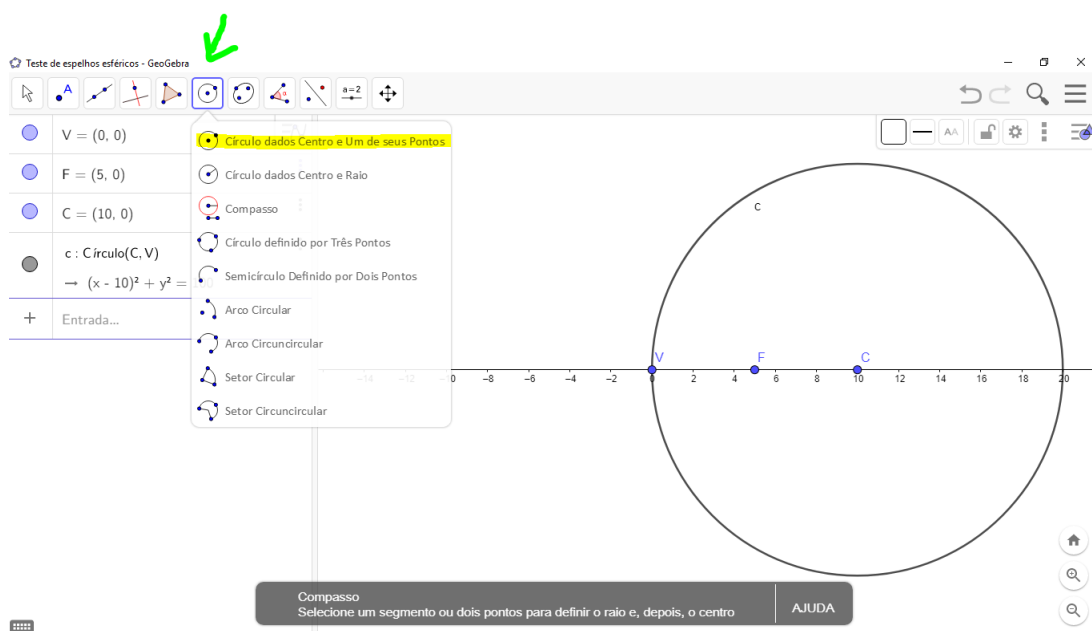 Teste de espelhos esféricos - GeoGebra
A
a=2
V = (0, 0)
F = (5, 0)
C = (10, 0)
c : Círculo(C, V)
→ (x - 10)² + y² =
+ Entrada...
Círculo dados Centro e Um de seus Pontos
Círculo dados Centro e Raio
Compasso
Círculo definido por Três Pontos
Semicírculo Definido por Dois Pontos
Arco Circular
Arco Circuncircular
Setor Circular
Setor Circuncircular
AA
c
V F C
-14 -12 -10 -8 -6 -4 -2 0 2 4 6 8 10 12 14 16 18 20
Compasso
Selecione um segmento ou dois pontos para definir o raio e, depois, o centro
AJUDA